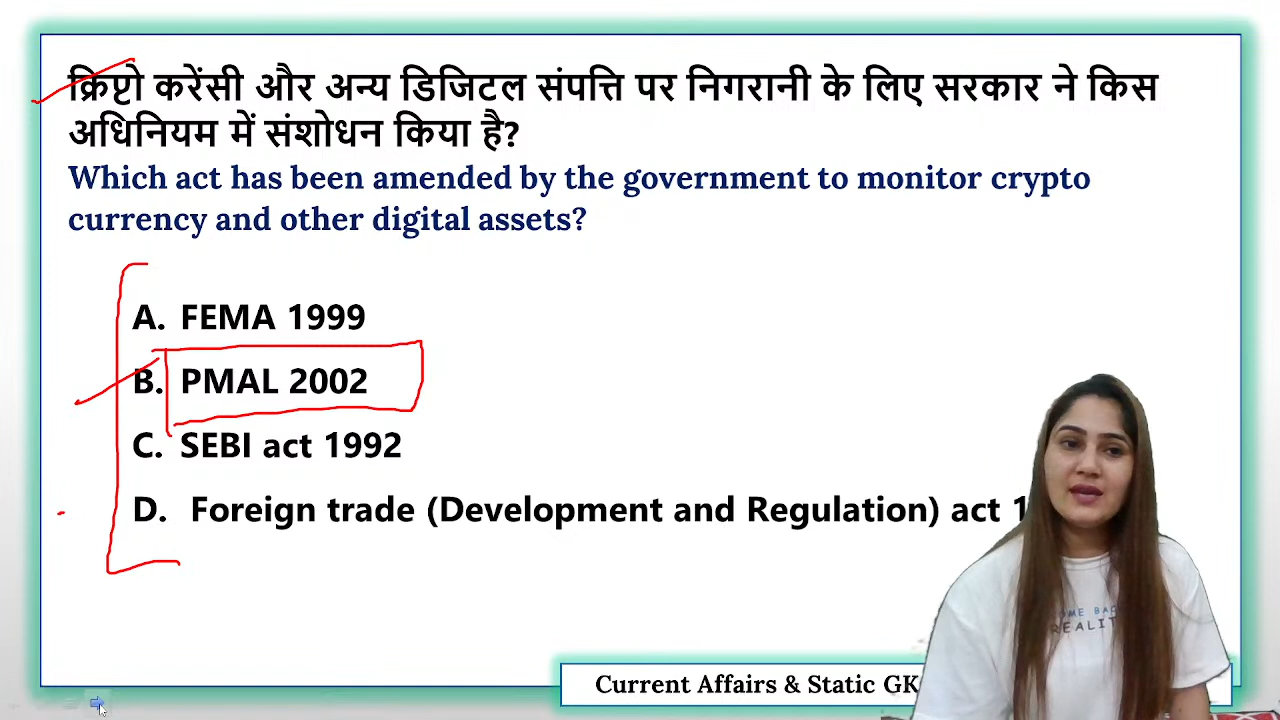 क्रिप्टो करेंसी और अन्य डिजिटल संपत्ति पर निगरानी के लिए सरकार ने किस
अधिनियम में संशोधन किया है?
Which act has been amended by the government to monitor crypto
currency and other digital assets?
A. FEMA 1999
B. PMAL 2002
C. SEBI act 1992
D. Foreign trade (Development and Regulation) act 1
Current Affairs & Static GK